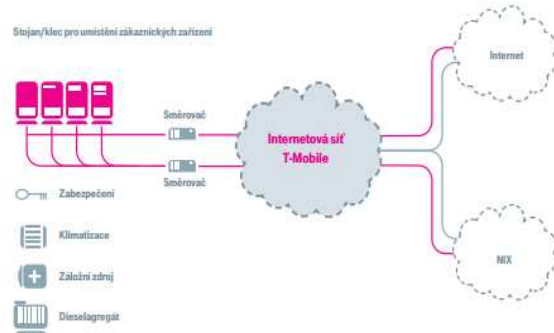 Stojan/klec pro umístění zákaznických zařízení
Internet
Směrovač
Internetová síť
T-Mobile
Směrovač
Zabezpečení
Klimatizace
Záložní zdroj
NIX
Dieselagregát